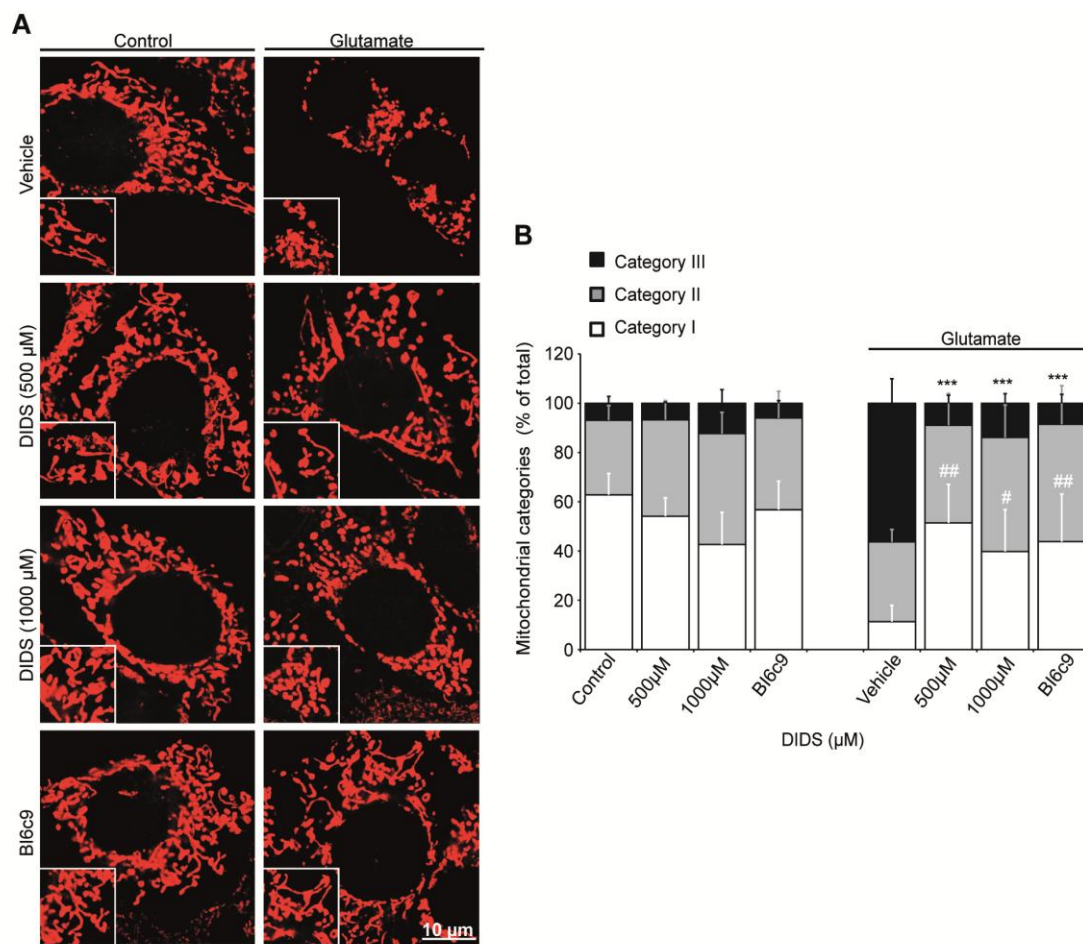 A
Control
Glutamate
Vehicle
DIDS (500 µM)
DIDS (1000 µM)
BI6c9
10 µm
B
Category III
Category II
Category I
Glutamate
Mitochondrial categories (% of total)
120
100
80
60
40
20
0
*** *** ***
## # ##
Control 500µM 1000µM BI6c9 Vehicle 500µM 1000µM BI6c9
DIDS (µM)